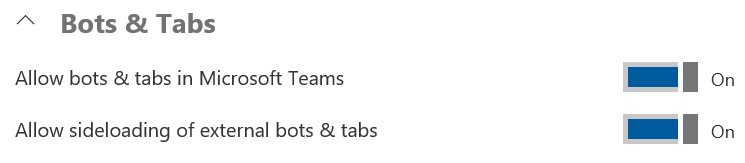 Bots & Tabs
Allow bots & tabs in Microsoft Teams On
Allow sideloading of external bots & tabs On